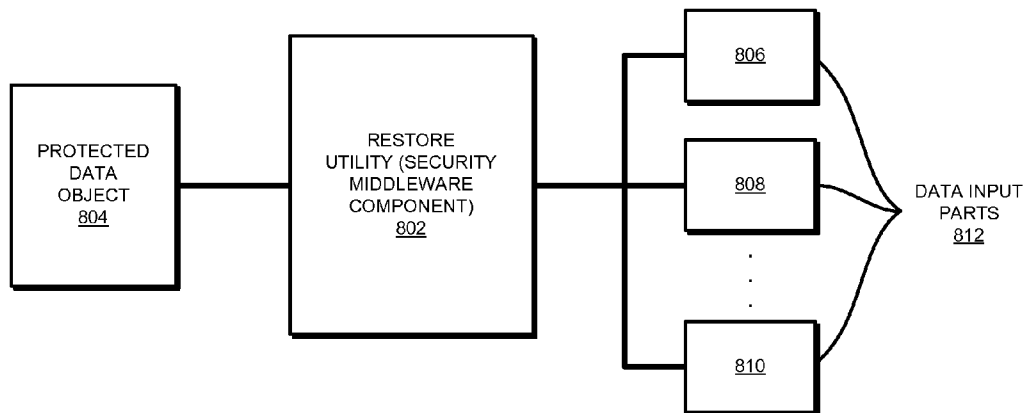 PROTECTED
DATA
OBJECT
804
RESTORE
UTILITY (SECURITY
MIDDLEWARE
COMPONENT)
802
806
808
810
DATA INPUT
PARTS
812